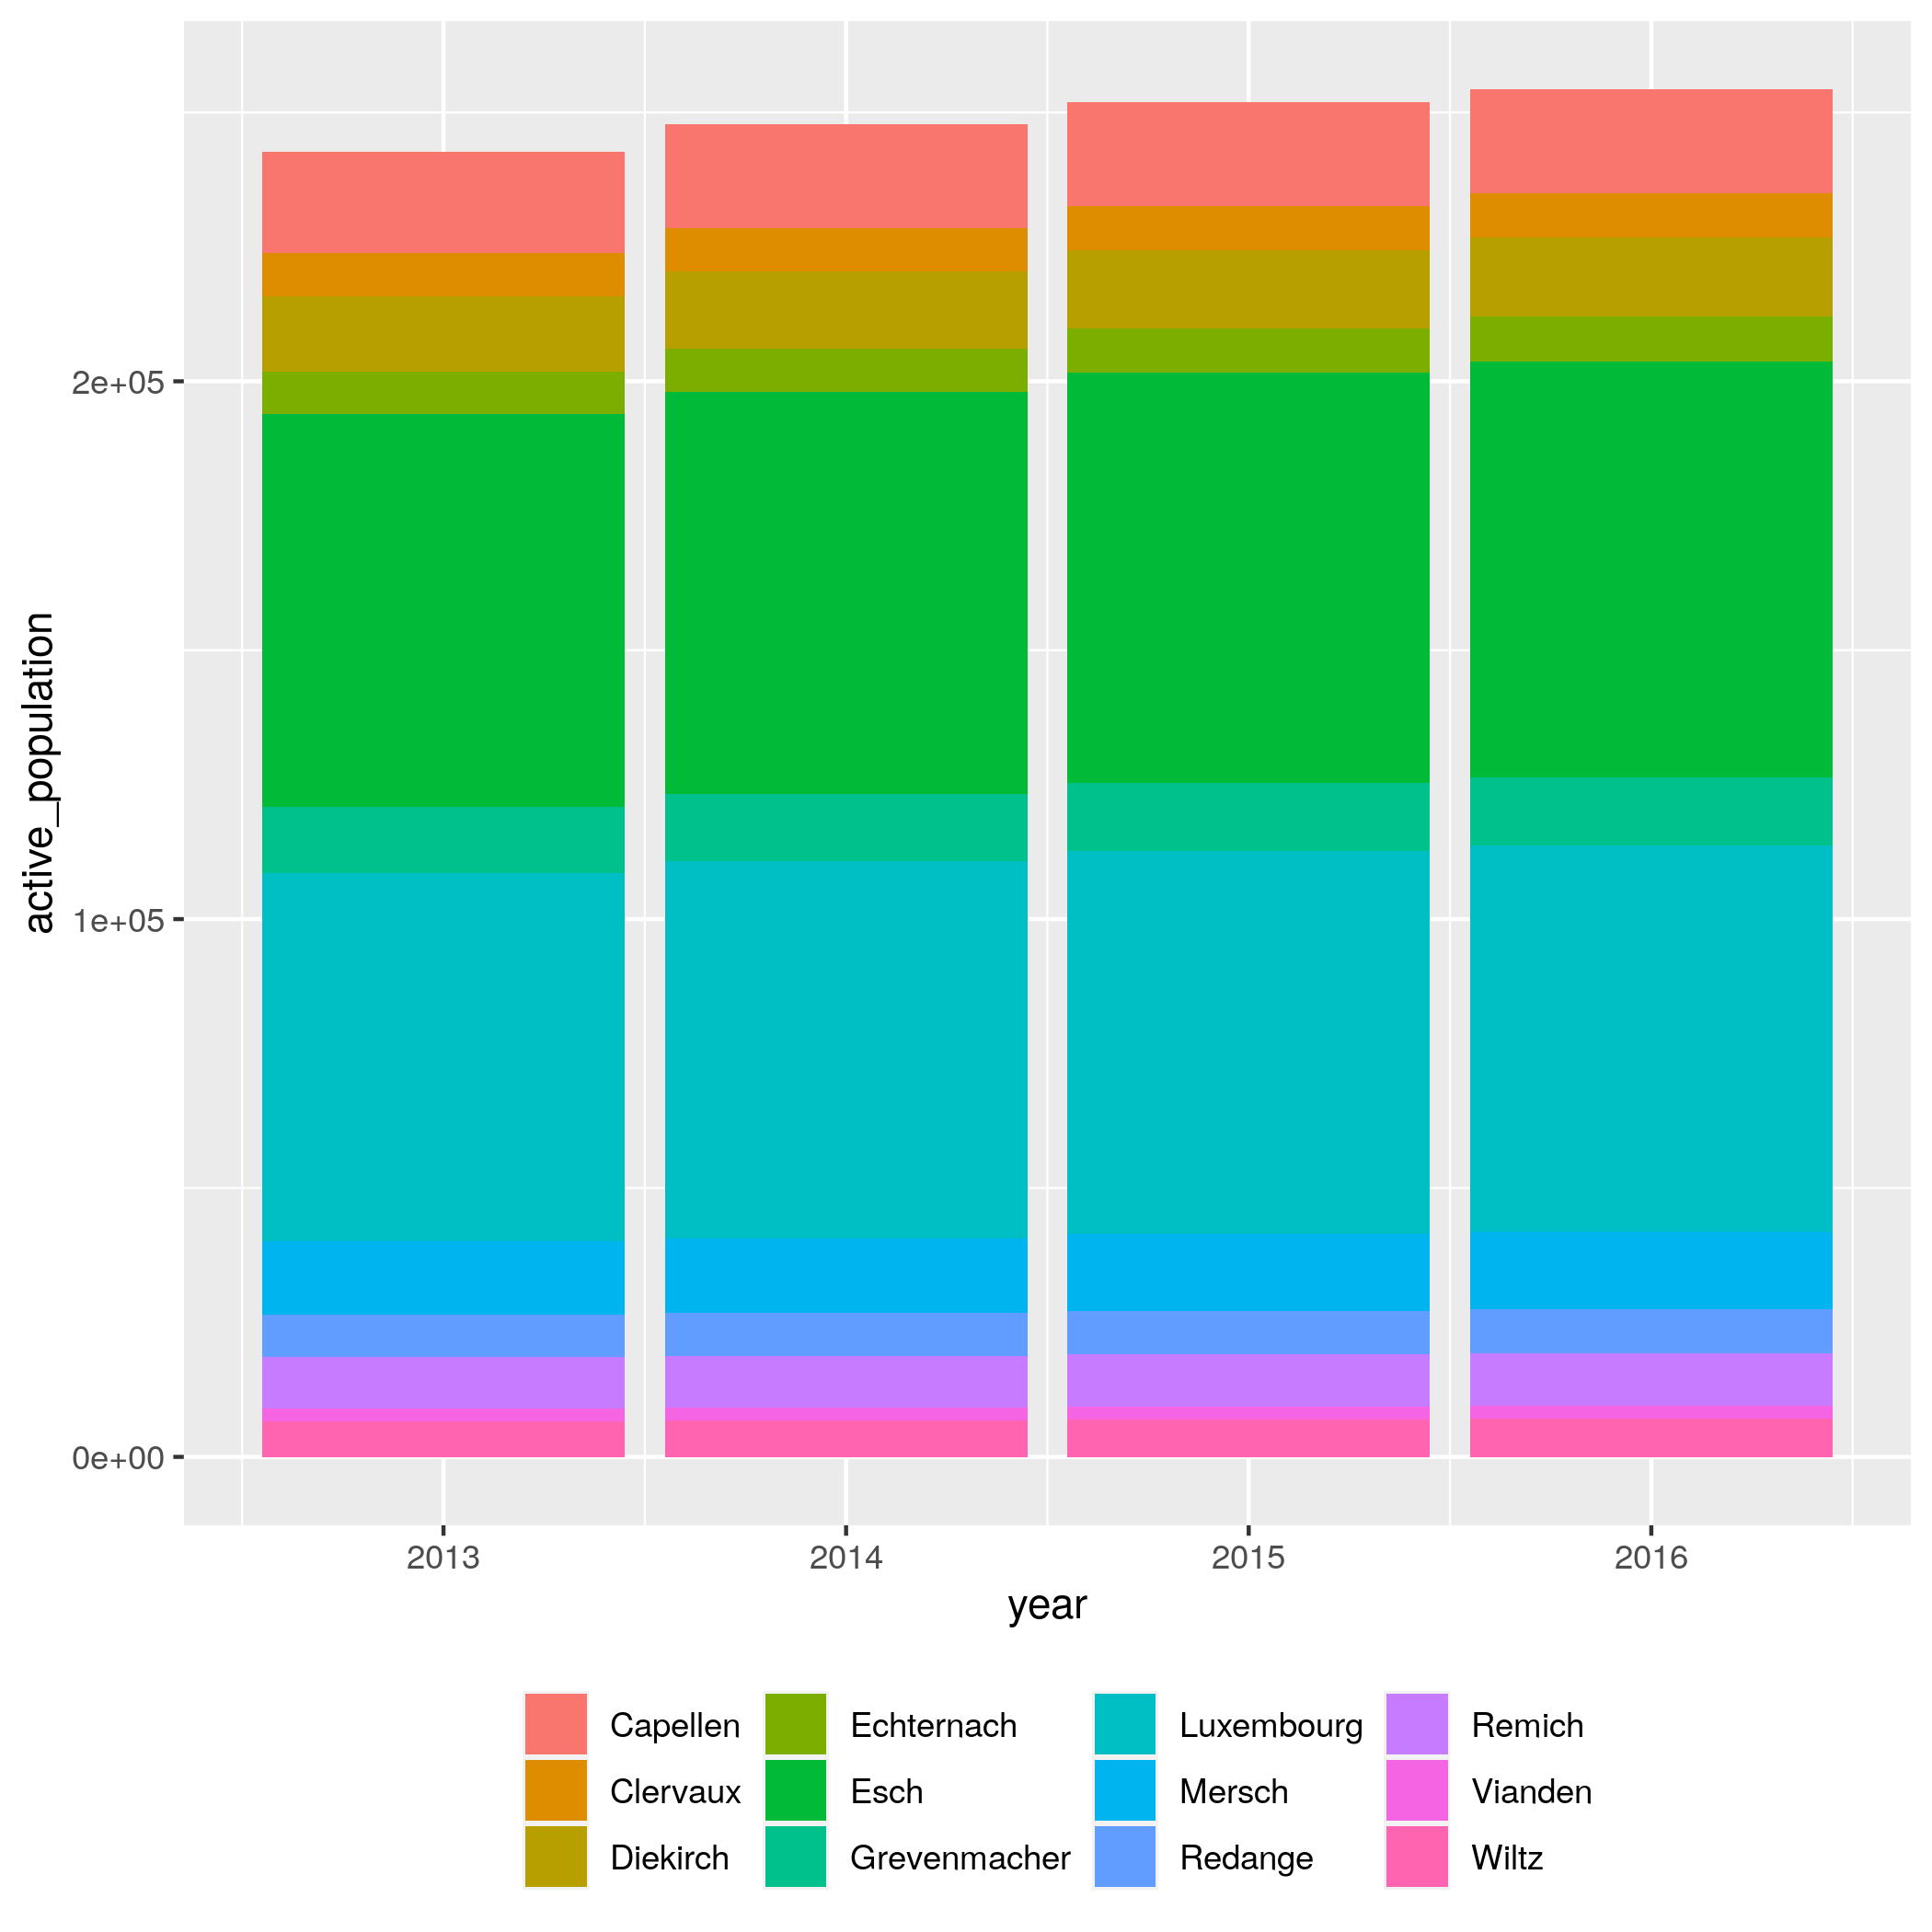 active_population
2e+05
1e+05
0e+00
2013 2014 2015 2016
year
Capellen Echternach Luxembourg Remich
Clervaux Esch Mersch Vianden
Diekirch Grevenmacher Redange Wiltz